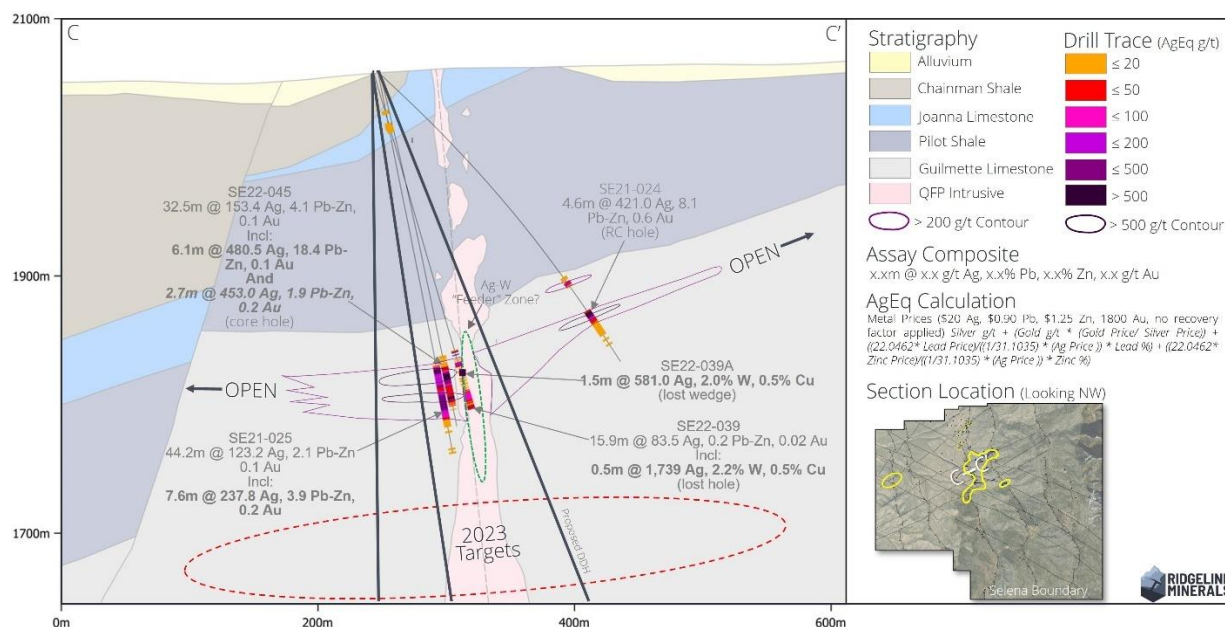 2100m
C
C'
1900m
1700m
0m
200m
400m
600m
SE22-045
32.5m @ 153.4 Ag, 4.1 Pb-Zn,
0.1 Au
Incl:
6.1m @ 480.5 Ag, 18.4 Pb-
Zn, 0.1 Au
And
2.7m @ 453.0 Ag, 1.9 Pb-Zn,
0.2 Au
(core hole)
SE21-024
4.6m @ 421.0 Ag, 8.1
Pb-Zn, 0.6 Au
(RC hole)
OPEN
Ag-W
"Feeder" Zone?
OPEN
SE22-039A
1.5m @ 581.0 Ag, 2.0% W, 0.5% Cu
(lost wedge)
SE21-025
44.2m @ 123.2 Ag, 2.1 Pb-Zn
0.1 Au
Incl:
7.6m @ 237.8 Ag, 3.9 Pb-Zn,
0.2 Au
SE22-039
15.9m @ 83.5 Ag, 0.2 Pb-Zn, 0.02 Au
Incl:
0.5m @ 1,739 Ag, 2.2% W, 0.5% Cu
(lost hole)
2023
Targets
Proposed DDH
Stratigraphy
Alluvium
Chainman Shale
Joanna Limestone
Pilot Shale
Guilmette Limestone
QFP Intrusive
> 200 g/t Contour
Drill Trace (AgEq g/t)
≤ 20
≤ 50
≤ 100
≤ 200
≤ 500
> 500
> 500 g/t Contour
Assay Composite
x.xm @ x.x g/t Ag, x.x% Pb, x.x% Zn, x.x g/t Au
AgEq Calculation
Metal Prices ($20 Ag, $0.90 Pb, $1.25 Zn, 1800 Au, no recovery
factor applied) Silver g/t + (Gold g/t * (Gold Price/ Silver Price)) +
((22.0462* Lead Price)/((1/31.1035) * (Ag Price )) * Lead %) + ((22.0462*
Zinc Price)/((1/31.1035) * (Ag Price )) * Zinc %)
Section Location (Looking NW)
Selena Boundary
RIDGELINE
MINERALS